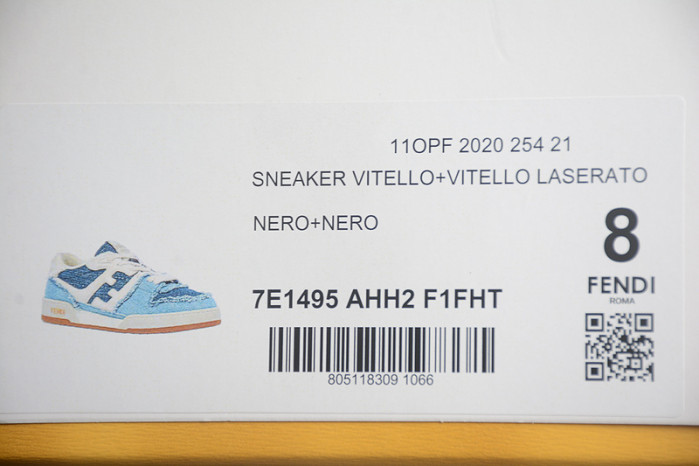 11OPF 2020 254 21
SNEAKER VITELLO+VITELLO LASERATO
NERO+NERO
8
FENDI
ROMA
7E1495 AHH2 F1FHT
805118309 1066